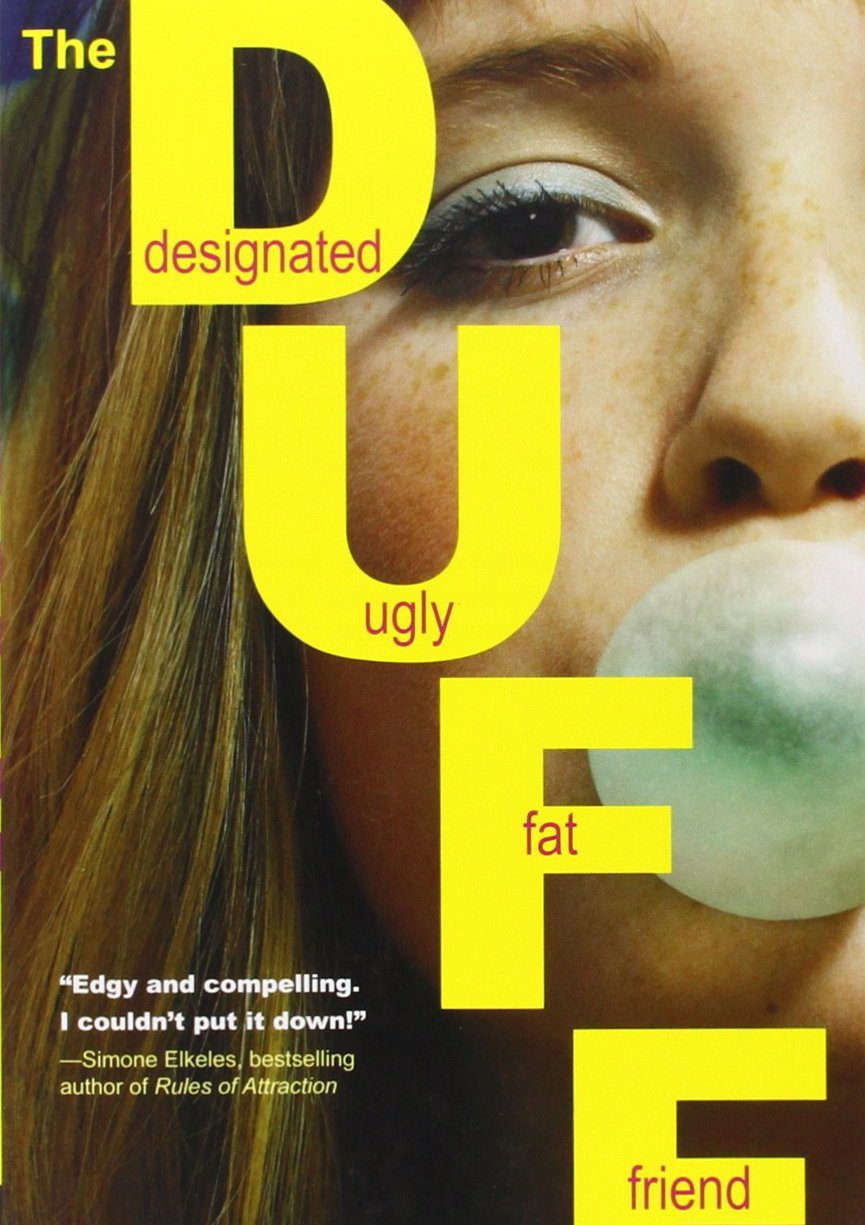 The
D
designated
U
ugly
F
fat
F
friend
“Edgy and compelling.
I couldn’t put it down!”
—Simone Elkeles, bestselling
author of Rules of Attraction